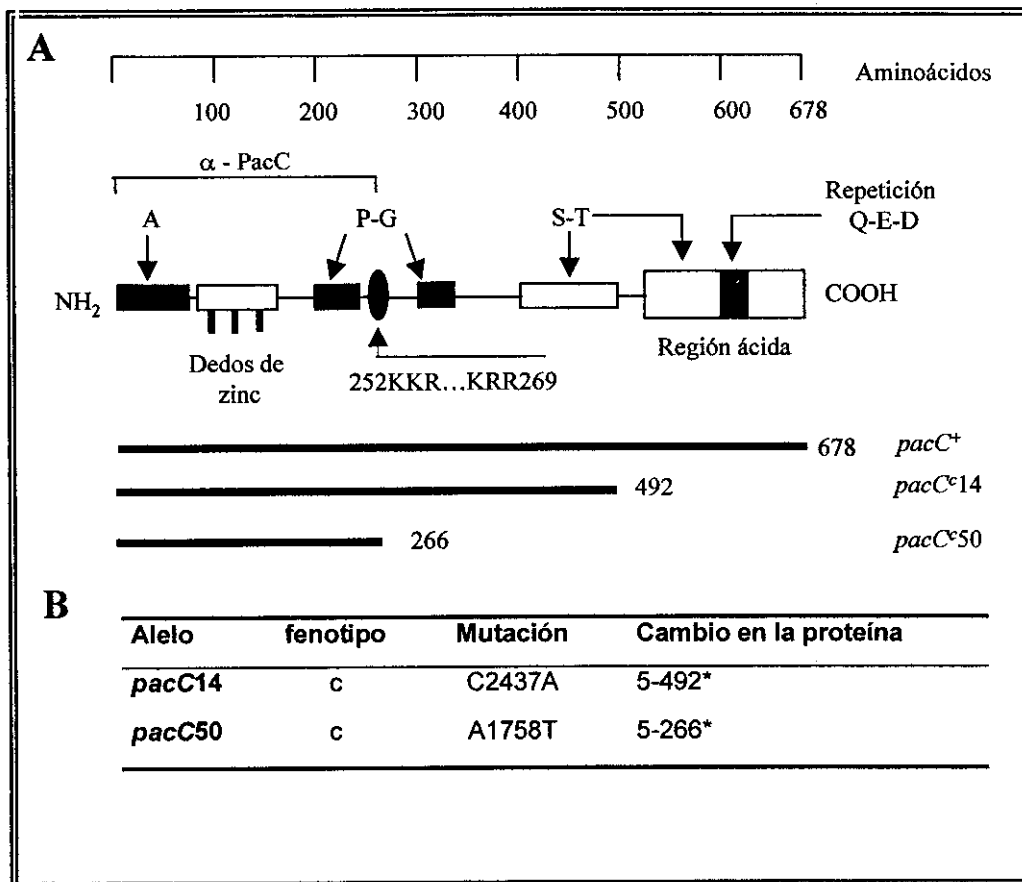 A
Aminoácidos
100 200 300 400 500 600 678
α - PacC
A
P-G
S-T
Repetición
Q-E-D
NH2
COOH
Dedos de
zinc
Región ácida
252KKR...KRR269
678 pacC+
492 pacCc14
266 pacCc50
B
Alelo fenotipo Mutación Cambio en la proteína
pacC14 c C2437A 5-492*
pacC50 c A1758T 5-266*